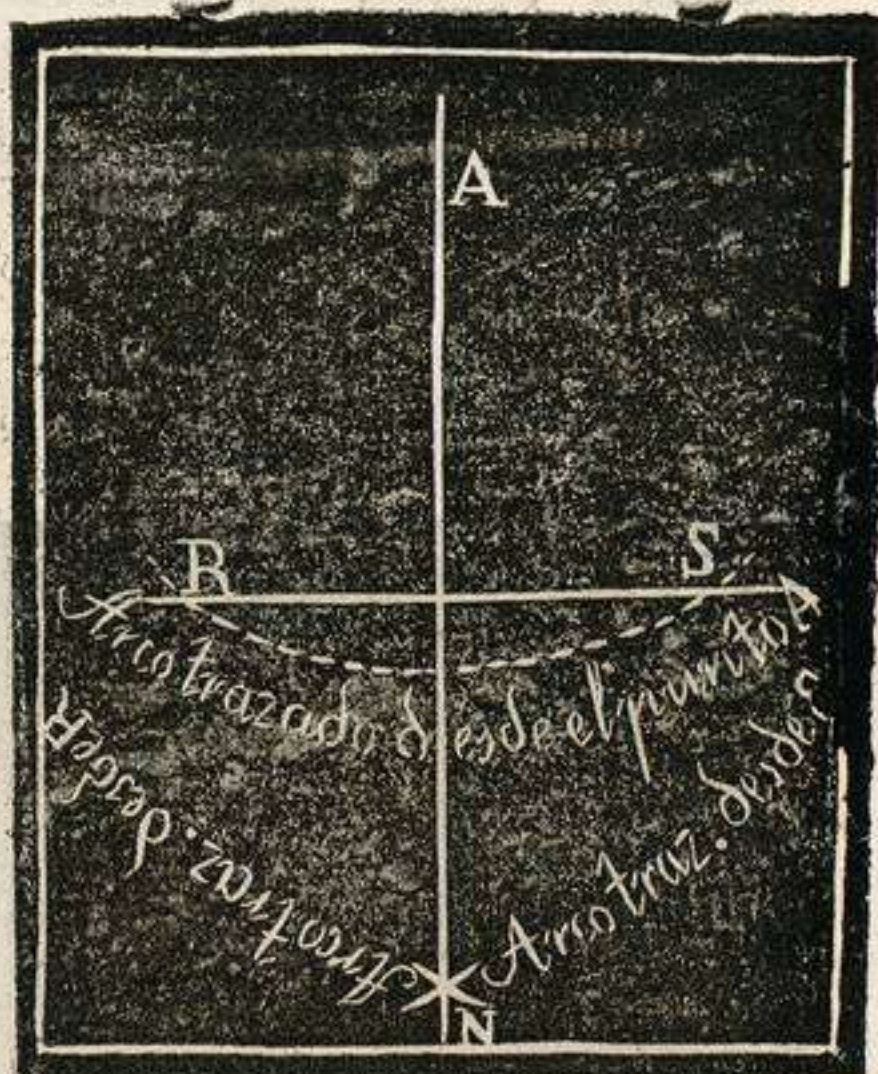 A
R
S
Arco trazado desde el punto A
Arco traz. desde R
Arco traz. desde S
N